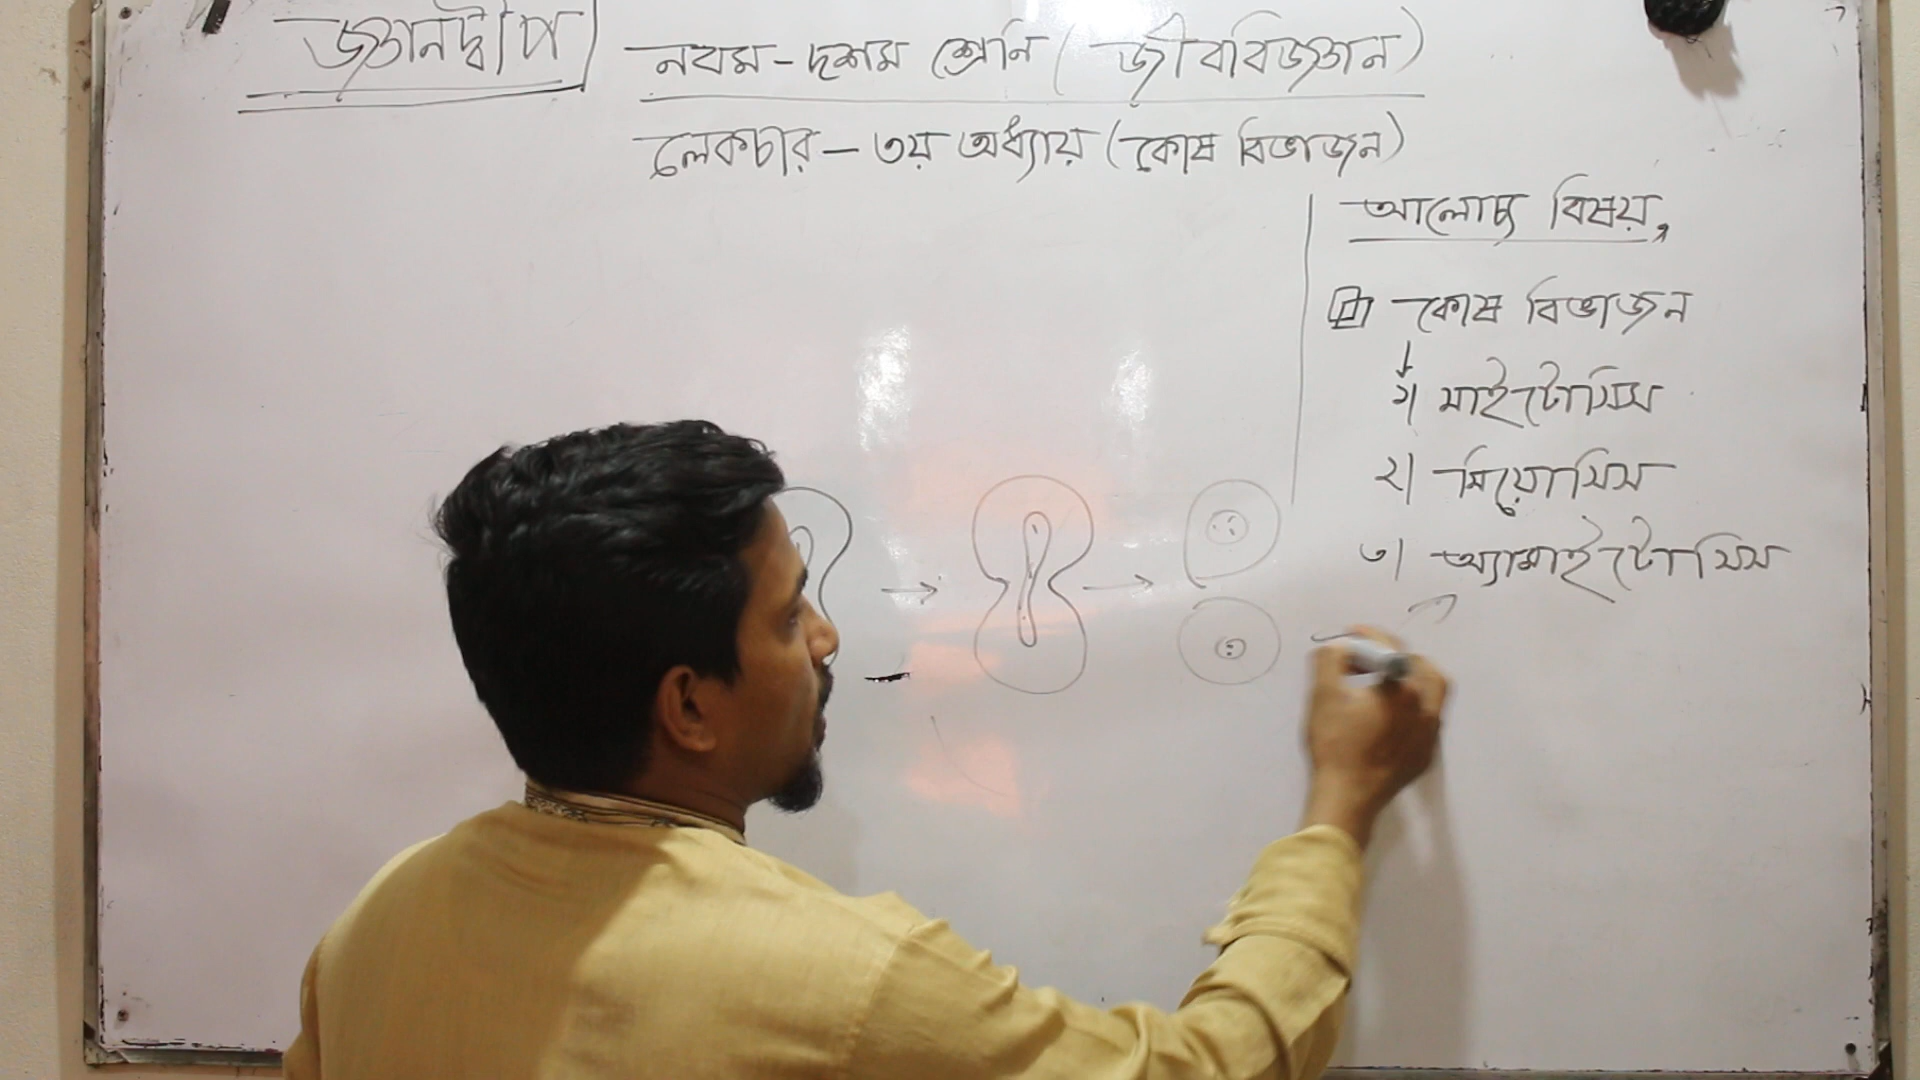 জ্ঞানদ্বীপ
নবম-দশম শ্রেনি (জীববিজ্ঞান)
লেকচার – ৩য় অধ্যায় (কোষ বিভাজন)
আলোচ্য বিষয়,
কোষ বিভাজন
১| মাইটোসিস
২| মিয়োসিস
৩| অ্যামাইটোসিস